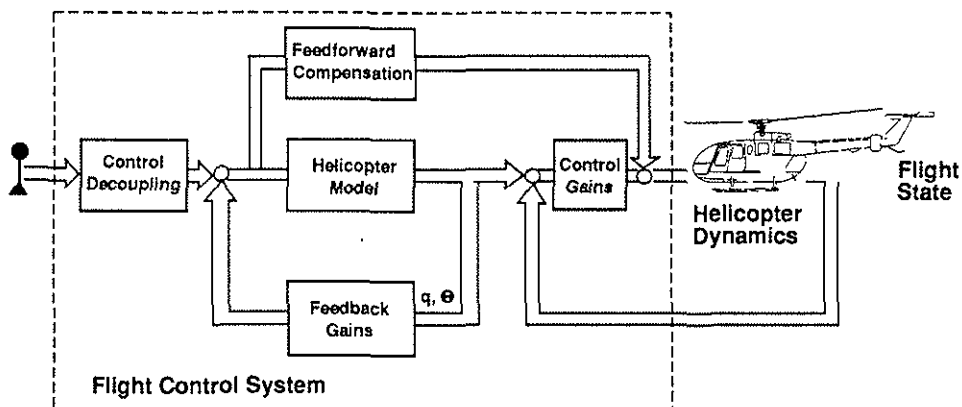 Feedforward
Compensation
Control
Decoupling
Helicopter
Model
Control
Gains
Helicopter
Dynamics
Flight
State
Feedback
Gains
q, Θ
Flight Control System